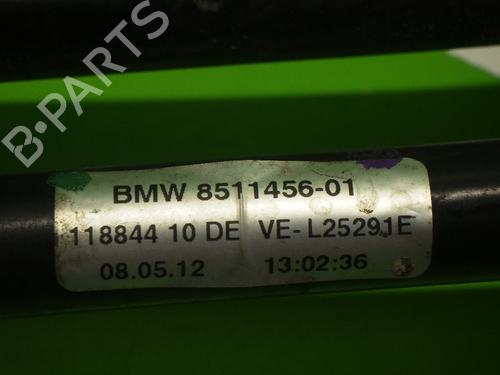 B-PARTS
BMW 8511456-01
118844 10 DE VE-L25291E
08.05.12 13:02:36